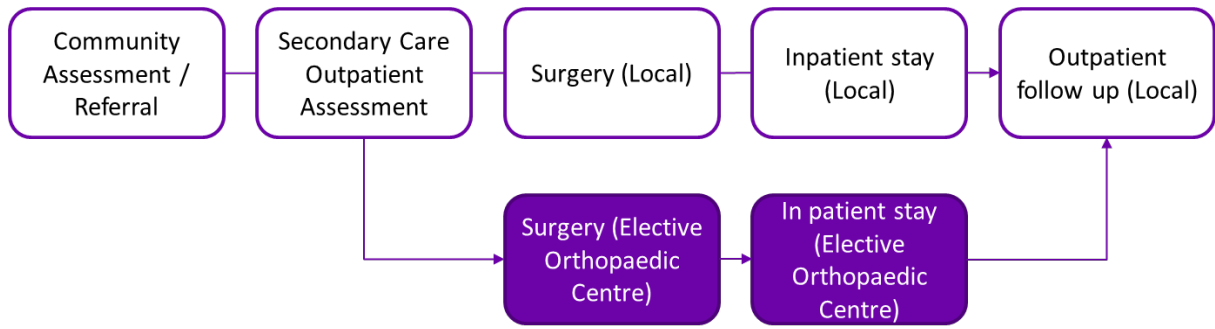 Community
Assessment /
Referral
Secondary Care
Outpatient
Assessment
Surgery (Local)
Inpatient stay
(Local)
Outpatient
follow up (Local)
Surgery (Elective
Orthopaedic
Centre)
In patient stay
(Elective
Orthopaedic
Centre)